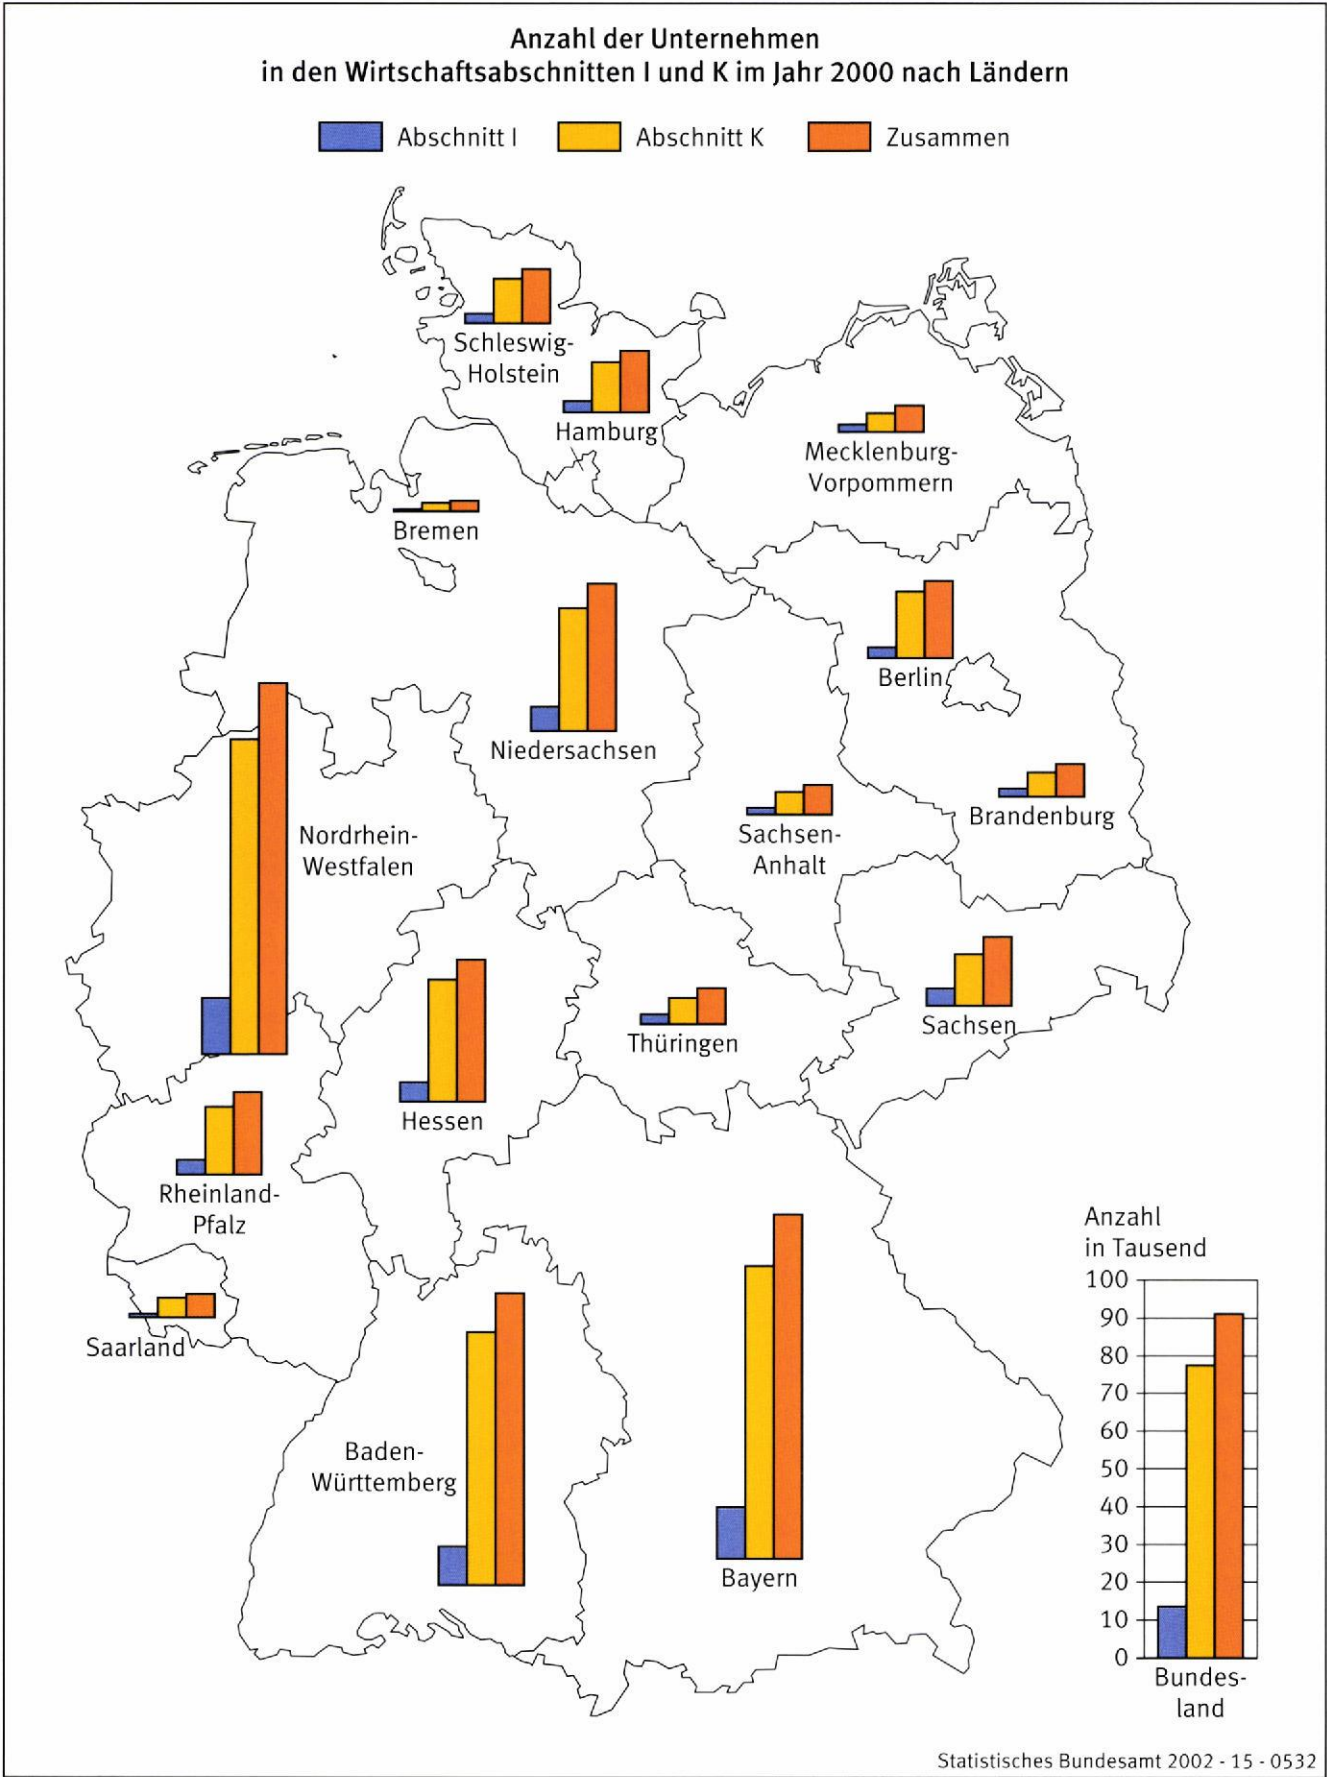 Anzahl der Unternehmen
in den Wirtschaftsabschnitten I und K im Jahr 2000 nach Ländern
Abschnitt I
Abschnitt K
Zusammen
Schleswig-
Holstein
Hamburg
Mecklenburg-
Vorpommern
Bremen
Niedersachsen
Berlin
Nordrhein-
Westfalen
Sachsen-
Anhalt
Brandenburg
Hessen
Thüringen
Sachsen
Rheinland-
Pfalz
Saarland
Baden-
Württemberg
Bayern
Anzahl
in Tausend
100
90
80
70
60
50
40
30
20
10
0
Bundes-
land
Statistisches Bundesamt 2002 - 15 - 0532